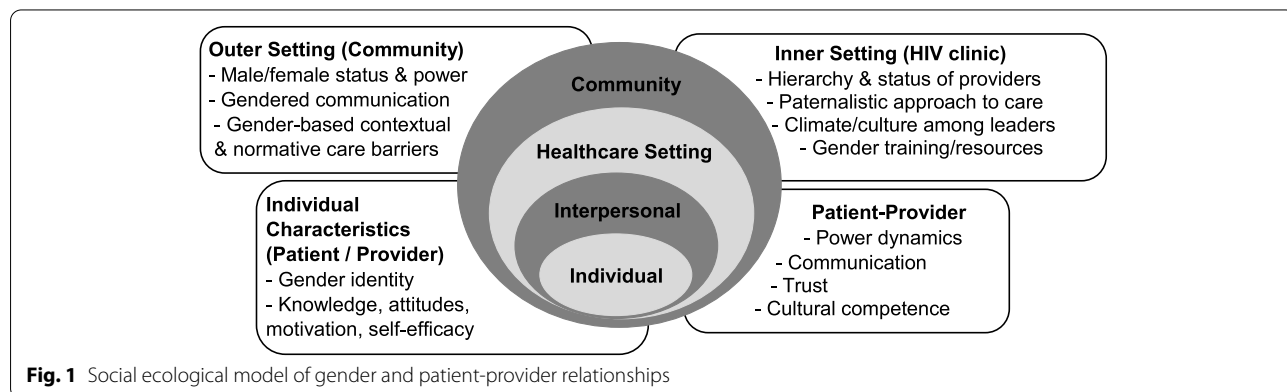 Outer Setting (Community)
- Male/female status & power
- Gendered communication
- Gender-based contextual
& normative care barriers
Inner Setting (HIV clinic)
- Hierarchy & status of providers
- Paternalistic approach to care
- Climate/culture among leaders
- Gender training/resources
Community
Healthcare Setting
Interpersonal
Individual
Individual
Characteristics
(Patient / Provider)
- Gender identity
- Knowledge, attitudes,
motivation, self-efficacy
Patient-Provider
- Power dynamics
- Communication
- Trust
- Cultural competence
Fig. 1 Social ecological model of gender and patient-provider relationships